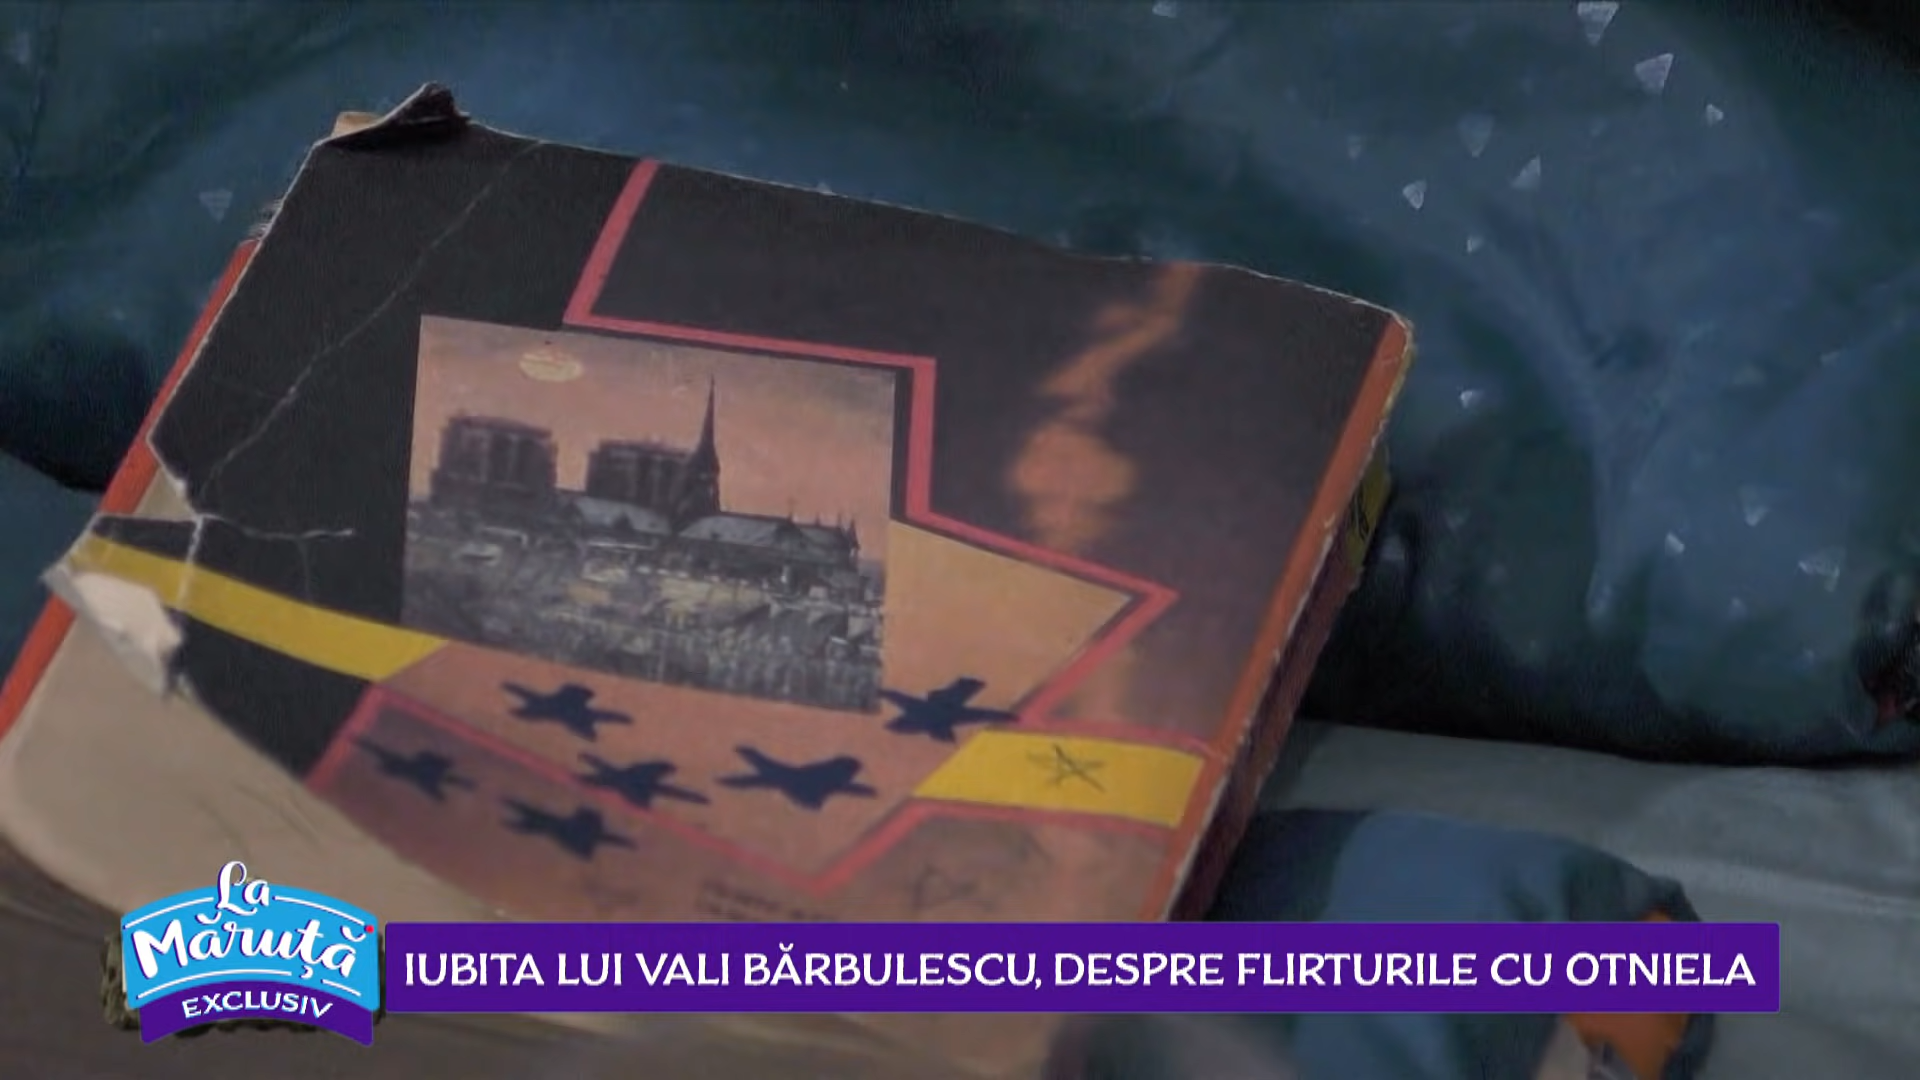 La
Măruță
EXCLUSIV
IUBITA LUI VALI BĂRBULESCU, DESPRE FLIRTURILE CU OTNIELA